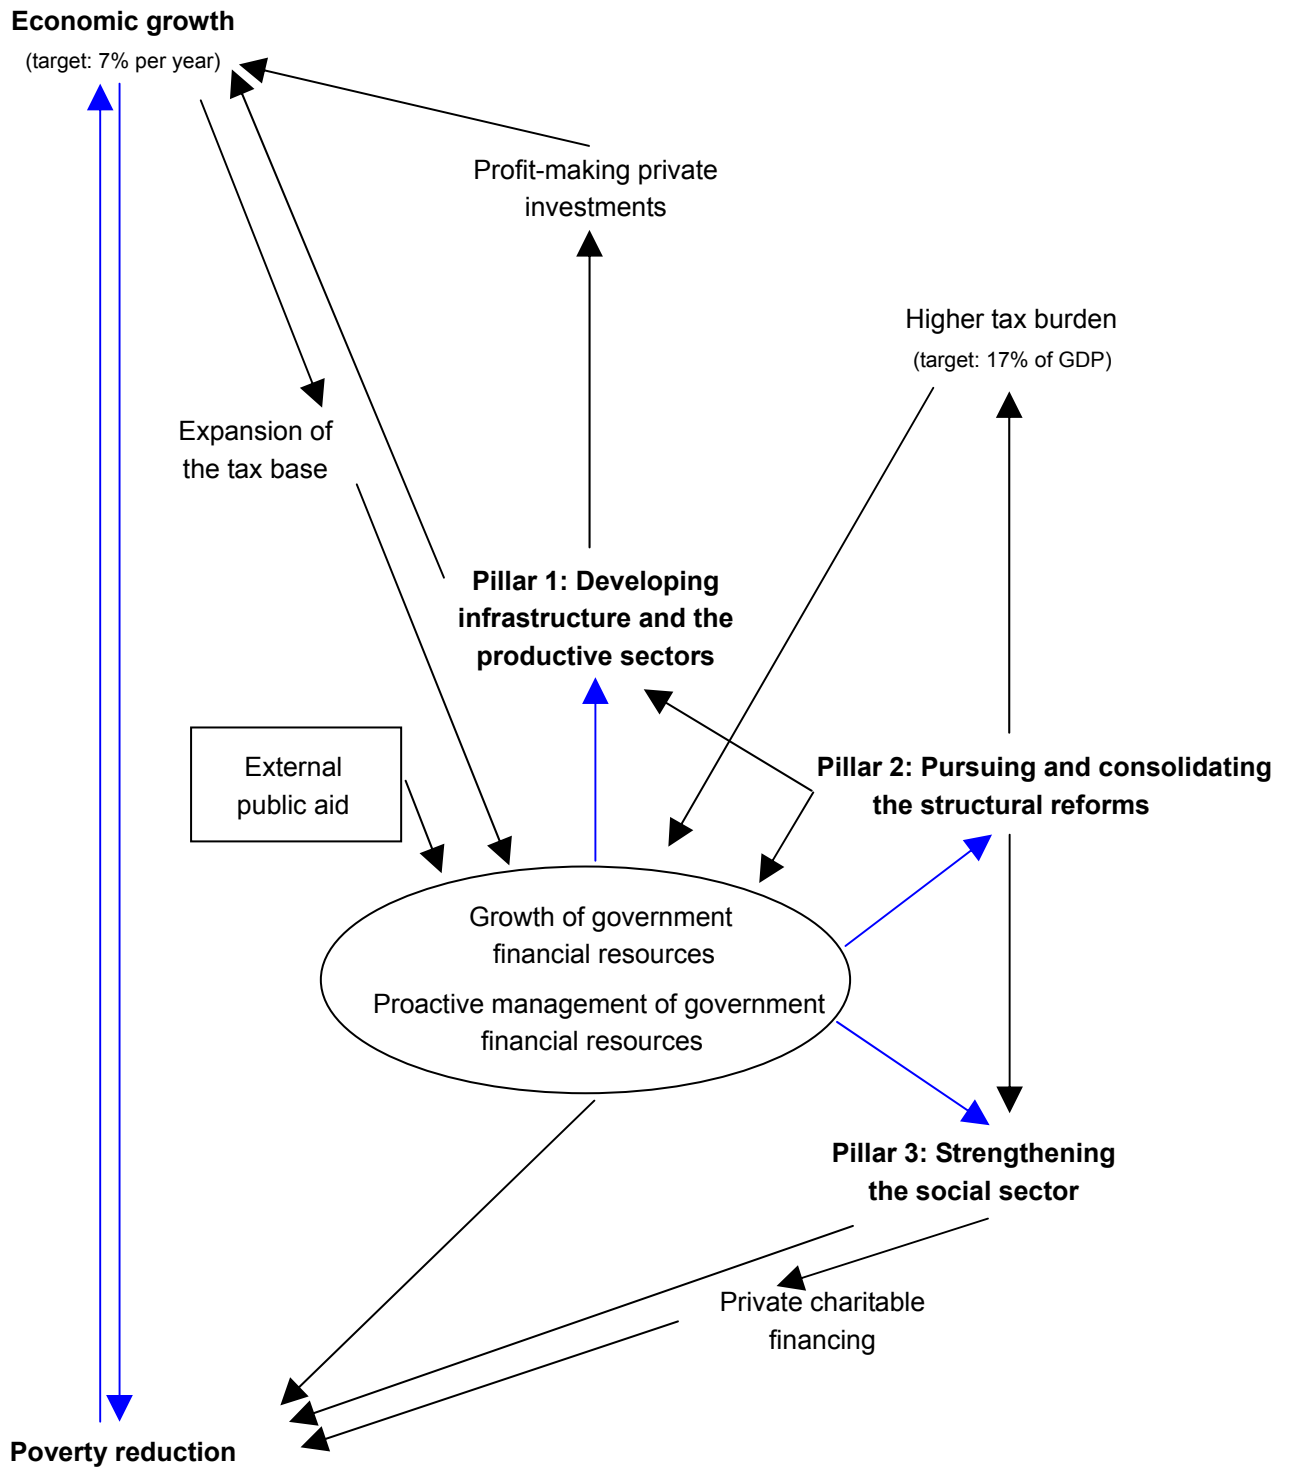 Economic growth
(target: 7% per year)
Profit-making private
investments
Higher tax burden
(target: 17% of GDP)
Expansion of
the tax base
Pillar 1: Developing
infrastructure and the
productive sectors
External
public aid
Pillar 2: Pursuing and consolidating
the structural reforms
Growth of government
financial resources
Proactive management of government
financial resources
Pillar 3: Strengthening
the social sector
Private charitable
financing
Poverty reduction